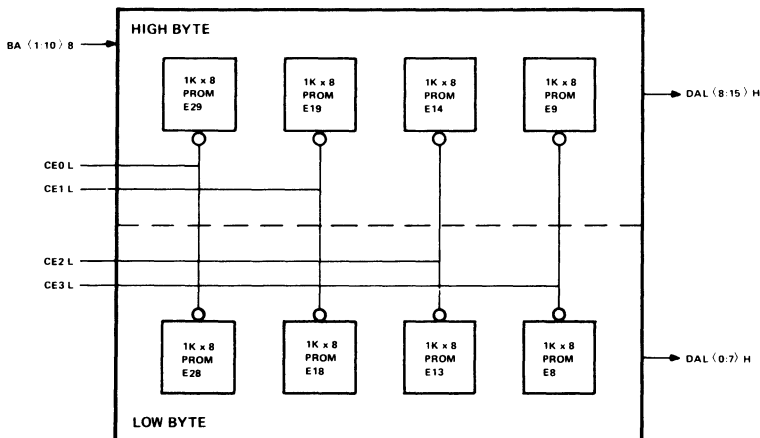 HIGH BYTE
BA ⟨1:10⟩ 8
1K x 8
PROM
E29
1K x 8
PROM
E19
1K x 8
PROM
E14
1K x 8
PROM
E9
DAL ⟨8:15⟩ H
CE0 L
CE1 L
CE2 L
CE3 L
1K x 8
PROM
E28
1K x 8
PROM
E18
1K x 8
PROM
E13
1K x 8
PROM
E8
DAL ⟨0:7⟩ H
LOW BYTE